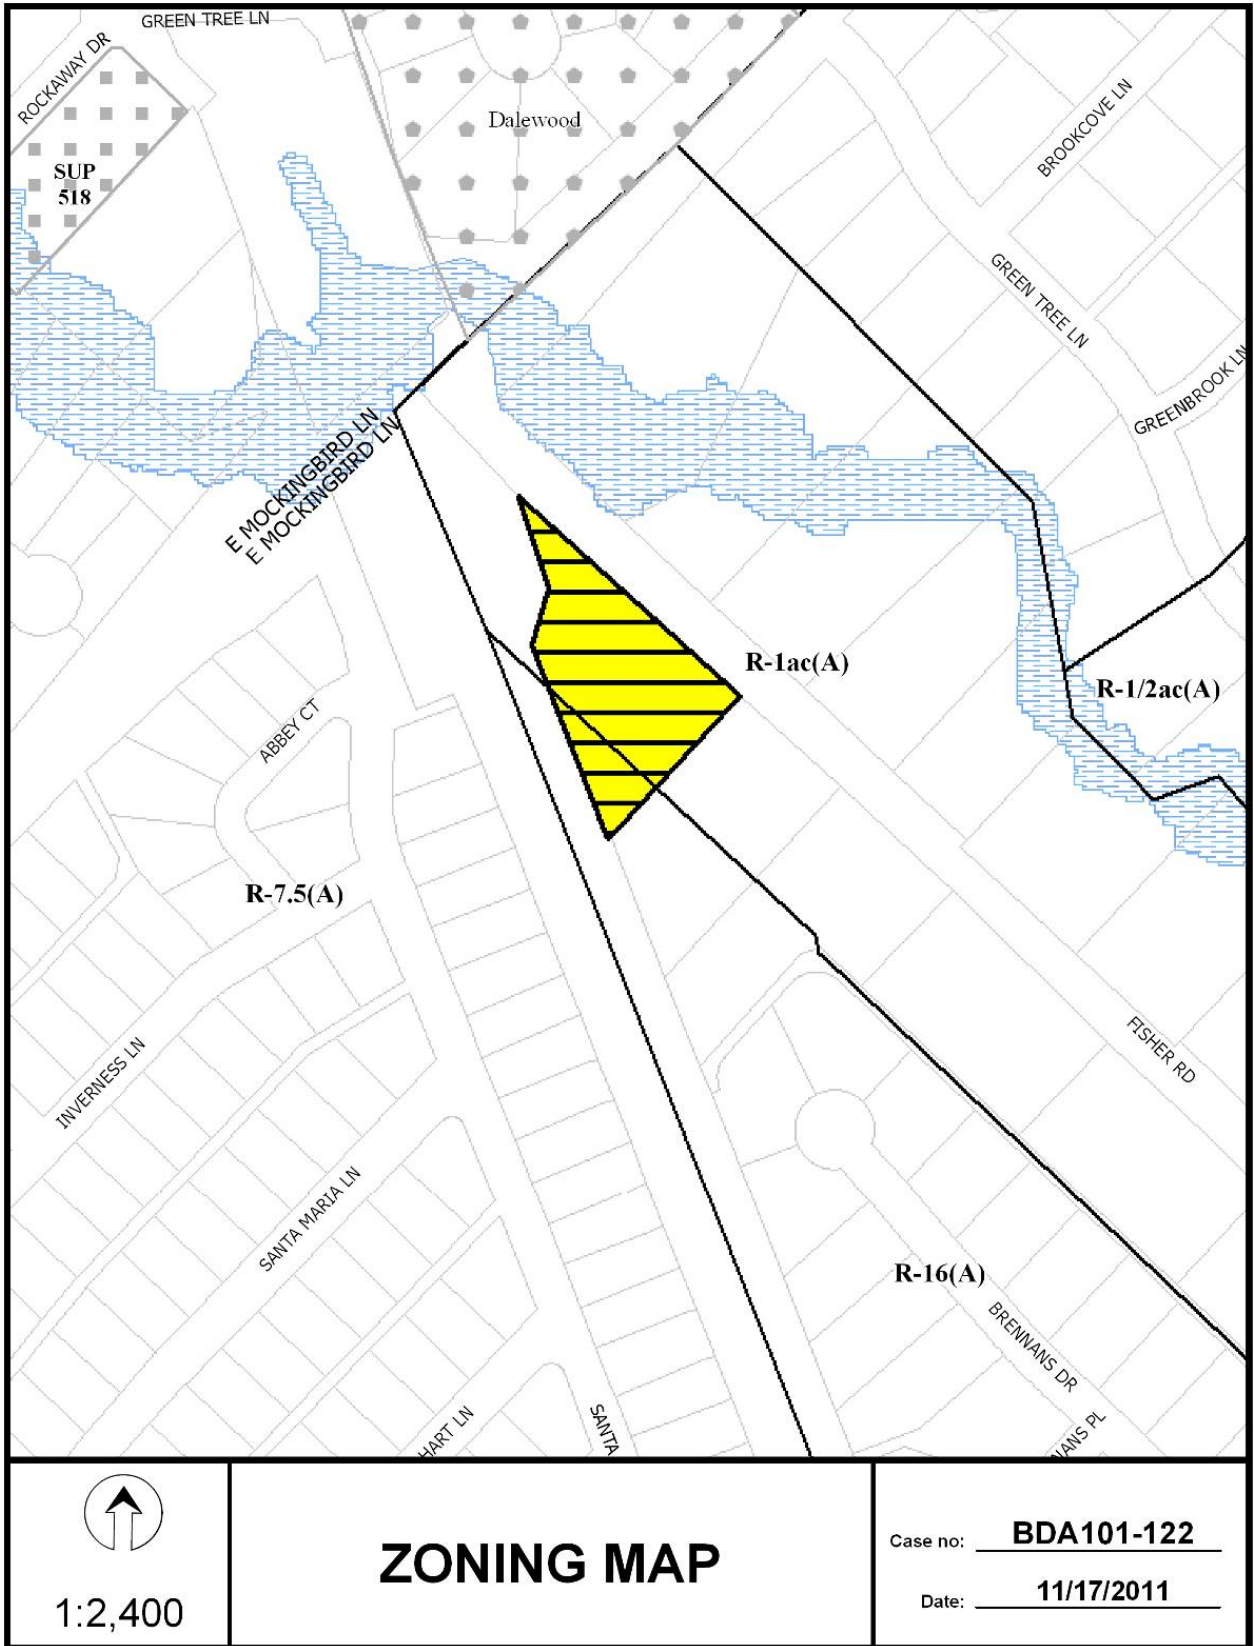 GREEN TREE LN
ROCKAWAY DR
Dalewood
BROOKCOVE LN
SUP
518
GREEN TREE LN
GREENBROOK LN
E MOCKINGBIRD LN
E MOCKINGBIRD LN
R-1ac(A)
R-1/2ac(A)
ABBEY CT
R-7.5(A)
FISHER RD
INVERNESS LN
SANTA MARIA LN
R-16(A)
BRENNANS DR
HART LN
SANTA
NANS PL
1:2,400
ZONING MAP
Case no: BDA101-122
Date: 11/17/2011